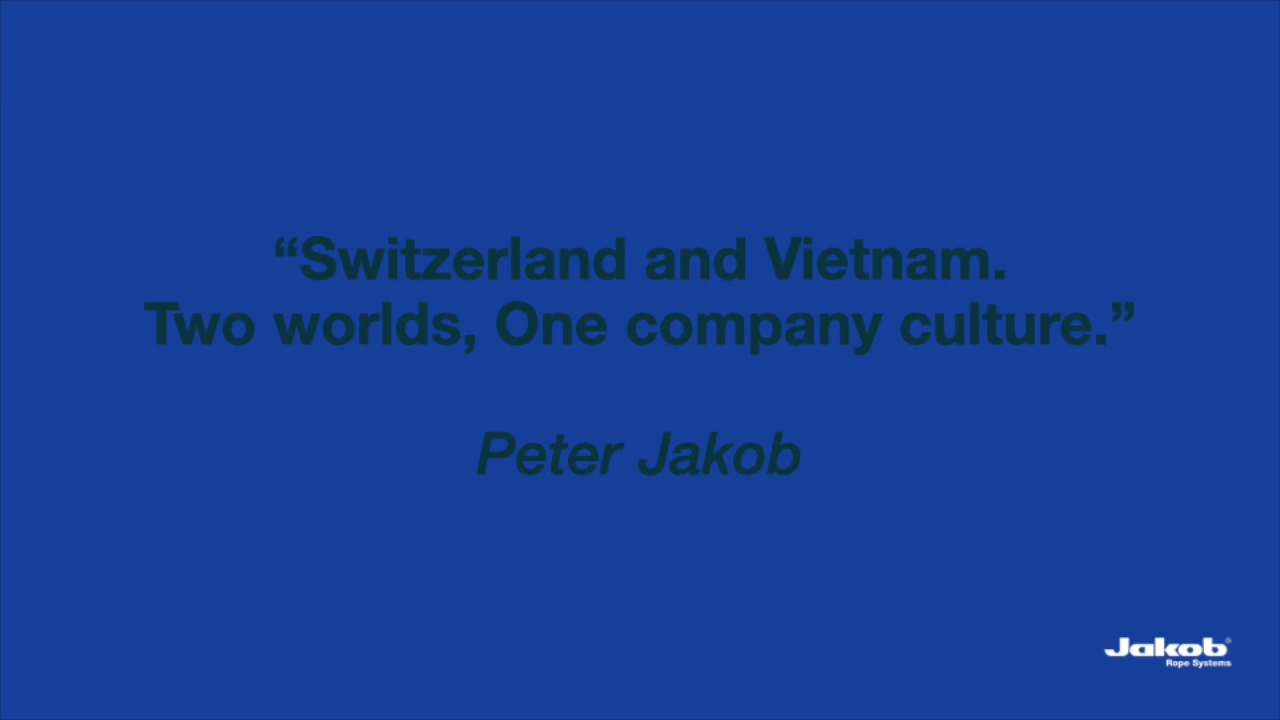 “Switzerland and Vietnam.
Two worlds, One company culture.”
Peter Jakob
Jakob®
Rope Systems